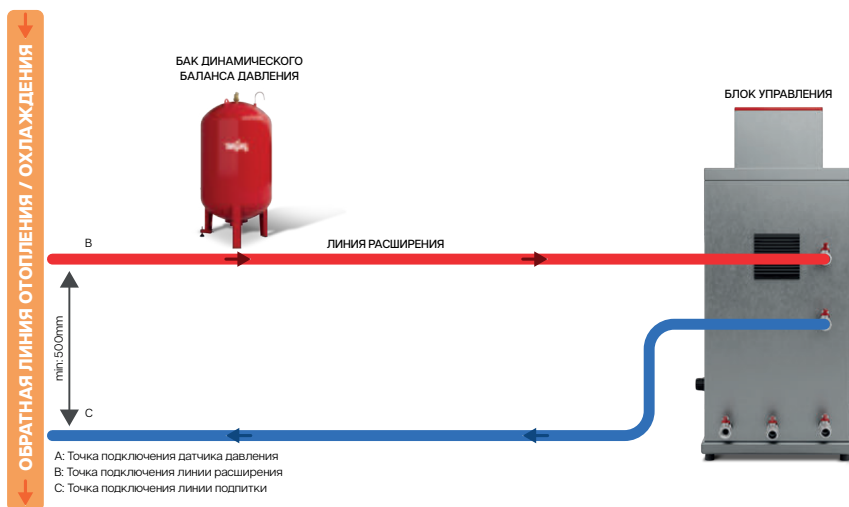 ОБРАТНАЯ ЛИНИЯ ОТОПЛЕНИЯ / ОХЛАЖДЕНИЯ
БАК ДИНАМИЧЕСКОГО
БАЛАНСА ДАВЛЕНИЯ
БЛОК УПРАВЛЕНИЯ
B
ЛИНИЯ РАСШИРЕНИЯ
min:500mm
C
A: Точка подключения датчика давления
B: Точка подключения линии расширения
C: Точка подключения линии подпитки